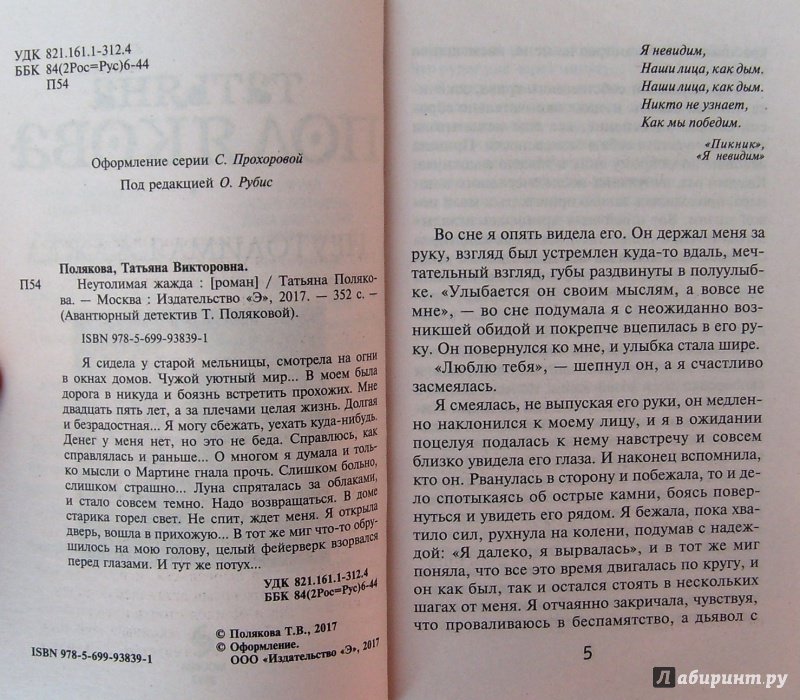 УДК 821.161.1-312.4
ББК 84(2Рос=Рус)6-44
П54
Оформление серии С. Прохоровой
Под редакцией О. Рубис
Полякова, Татьяна Викторовна.
П54 Неутолимая жажда : [роман] / Татьяна Поляко-
ва. — Москва : Издательство «Э», 2017. — 352 с. —
(Авантюрный детектив Т. Поляковой).
ISBN 978-5-699-93839-1
Я сидела у старой мельницы, смотрела на огни
в окнах домов. Чужой уютный мир... В моем была
дорога в никуда и боязнь встретить прохожих. Мне
двадцать пять лет, а за плечами целая жизнь. Долгая
и безрадостная... Я могу сбежать, уехать куда-нибудь.
Денег у меня нет, но это не беда. Справлюсь, как
справлялась и раньше... О многом я думала и толь-
ко мысли о Мартине гнала прочь. Слишком больно,
слишком страшно... Луна спряталась за облаками,
и стало совсем темно. Надо возвращаться. В доме
старика горел свет. Не спит, ждет меня. Я открыла
дверь, вошла в прихожую... В тот же миг что-то обру-
шилось на мою голову, целый фейерверк взорвался
перед глазами. И тут же потух...
УДК 821.161.1-312.4
ББК 84(2Рос=Рус)6-44
© Полякова Т.В., 2017
© Оформление.
ISBN 978-5-699-93839-1 ООО «Издательство «Э», 2017
Я невидим,
Наши лица, как дым.
Наши лица, как дым.
Никто не узнает,
Как мы победим.
«Пикник»,
«Я невидим»
Во сне я опять видела его. Он держал меня за
руку, взгляд был устремлен куда-то вдаль, меч-
тательный взгляд, губы раздвинуты в полуулыб-
ке. «Улыбается он своим мыслям, а вовсе не
мне», — во сне подумала я с неожиданно воз-
никшей обидой и покрепче вцепилась в его ру-
ку. Он повернулся ко мне, и улыбка стала шире.
«Люблю тебя», — шепнул он, а я счастливо
засмеялась.
Я смеялась, не выпуская его руки, он медлен-
но наклонился к моему лицу, и я в ожидании
поцелуя подалась к нему навстречу и совсем
близко увидела его глаза. И наконец вспомнила,
кто он. Рванулась в сторону и побежала, то и де-
ло спотыкаясь об острые камни, боясь повер-
нуться и увидеть его рядом. Я бежала, пока хва-
тило сил, рухнула на колени, подумав с надеж-
дой: «Я далеко, я вырвалась», и в тот же миг
поняла, что все это время двигалась по кругу, и
он как был, так и остался стоять в нескольких
шагах от меня. Я отчаянно закричала, чувствуя,
что проваливаюсь в беспамятство, а дьявол с
5
Лабиринт.ру